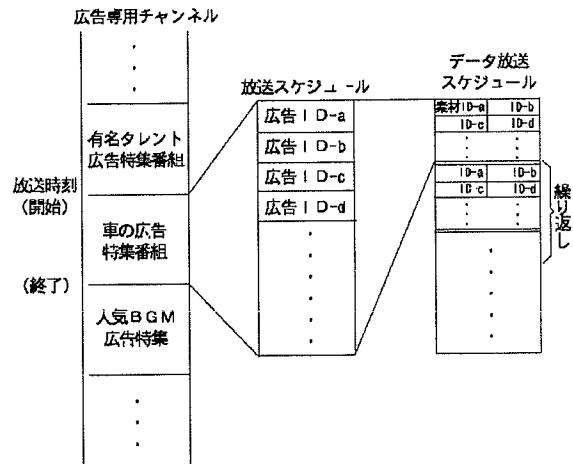 広告専用チャンネル
データ放送
スケジュール
放送スケジュール
有名タレント
広告特集番組
放送時刻
(開始)
車の広告
特集番組
(終了)
人気BGM
広告特集
広告ID-a
広告ID-b
広告ID-c
広告ID-d
素材ID-a ID-b
ID-c ID-d
ID-a ID-b
ID-c ID-d
繰り返し